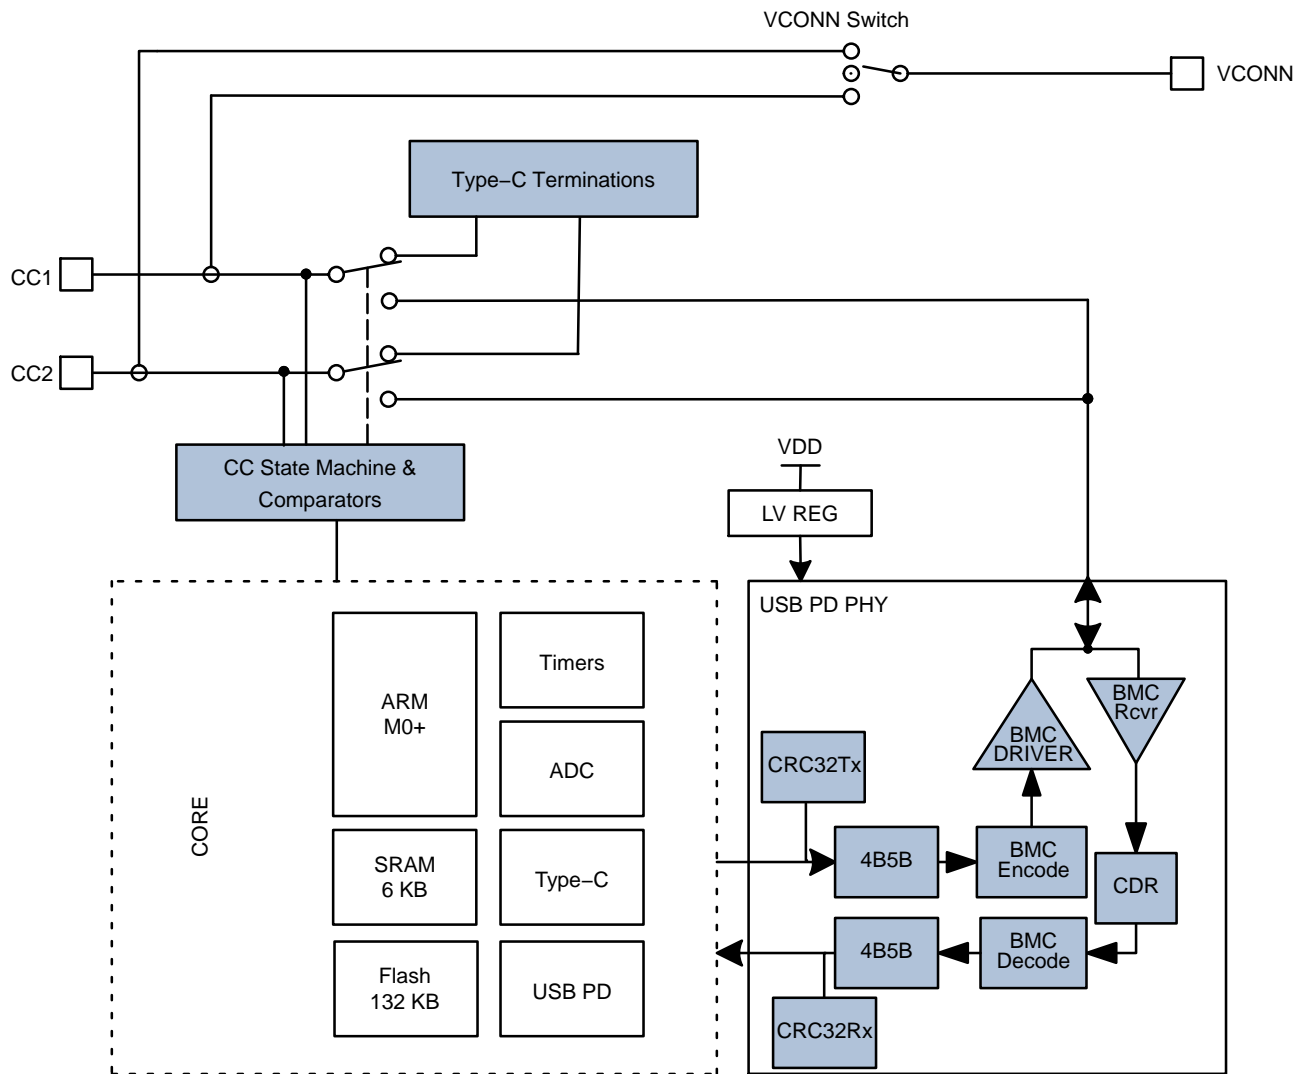 VCONN Switch
VCONN
Type−C Terminations
CC1
CC2
CC State Machine &
Comparators
VDD
LV REG
USB PD PHY
CORE
ARM
M0+
Timers
ADC
SRAM
6 KB
Type−C
Flash
132 KB
USB PD
BMC
Rcvr
BMC
DRIVER
CRC32Tx
4B5B
BMC
Encode
CDR
4B5B
BMC
Decode
CRC32Rx